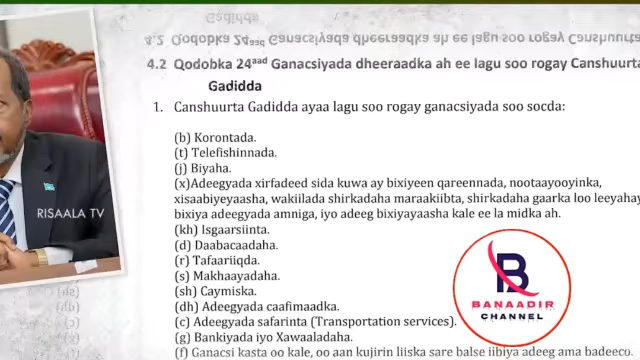 4.2 Qodobka 24aad Ganacsiyada dheeraadka ah ee lagu soo rogay Canshuurta
Gadidda
1. Canshuurta Gadidda ayaa lagu soo rogay ganacsiyada soo socda:
(b) Korontada.
(t) Telefishinnada.
(j) Biyaha.
(x)Adeegyada xirfadeed sida kuwa ay bixiyeen qareennada, nootaayooyinka,
xisaabiyeyaasha, wakiilada shirkadaha maraakiibta, shirkadaha gaarka loo leeyahay
bixiya adeegyada amniga, iyo adeeg bixiyayaasha kale ee la midka ah.
(kh) Isgaarsiinta.
(d) Daabacaadaha.
(r) Tafaariiqda.
(s) Makhaayadaha.
(sh) Caymiska.
(dh) Adeegyada caafimaadka.
(c) Adeegyada safarinta (Transportation services).
(g) Bankiyada iyo Xawaaladaha.
(f) Ganacsi kasta oo kale, oo aan kujirin liiska sare balse iibiya adeeg ama badeeco.
RISAALA TV
B
BANAADIR
CHANNEL